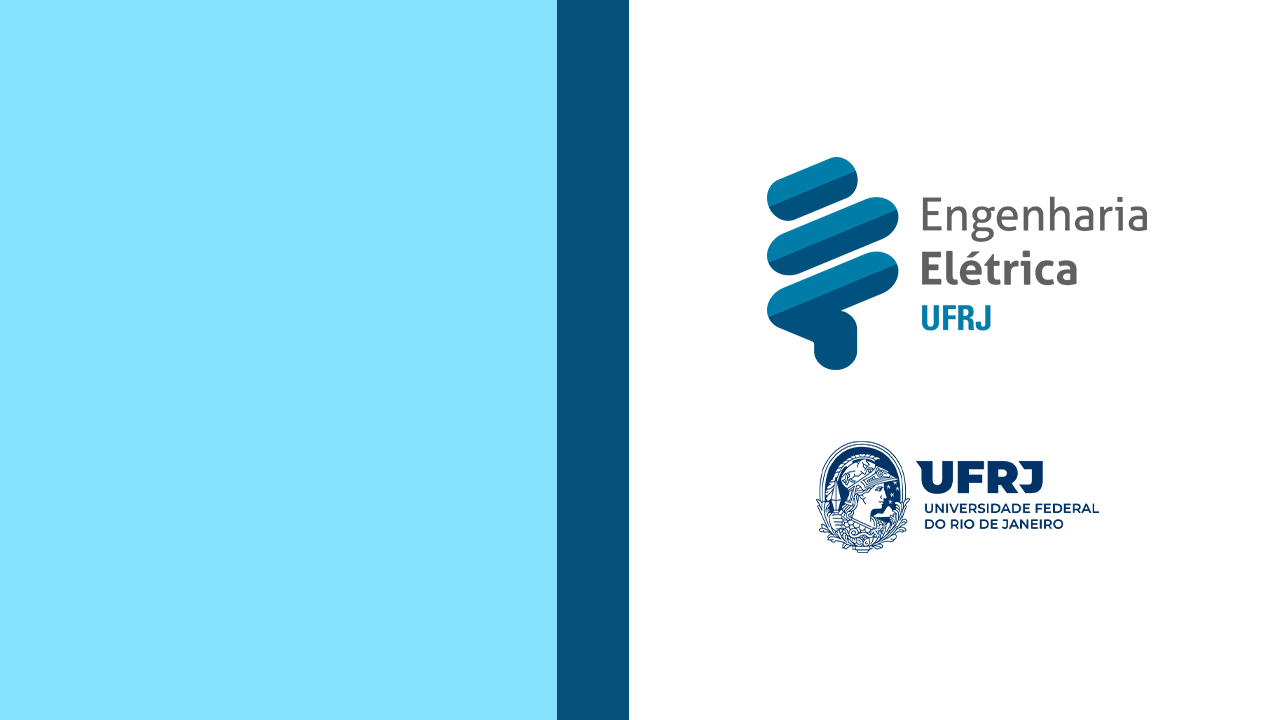 Engenharia
Elétrica
UFRJ
UFRJ
UNIVERSIDADE FEDERAL
DO RIO DE JANEIRO